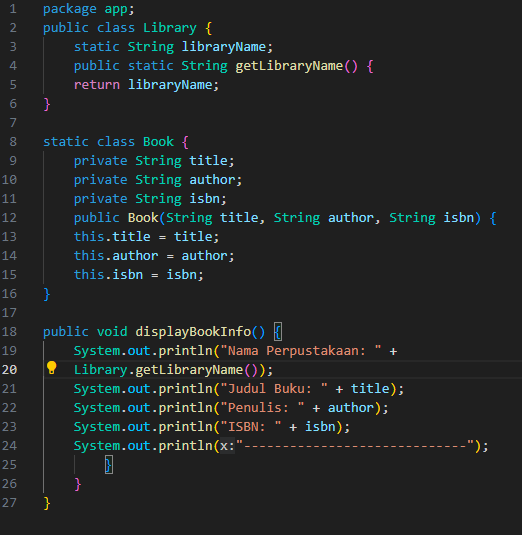 1 package app;
2 public class Library {
3 static String libraryName;
4 public static String getLibraryName() {
5 return libraryName;
6 }
7
8 static class Book {
9 private String title;
10 private String author;
11 private String isbn;
12 public Book(String title, String author, String isbn) {
13 this.title = title;
14 this.author = author;
15 this.isbn = isbn;
16 }
17
18 public void displayBookInfo() {
19 System.out.println("Nama Perpustakaan: " +
20 Library.getLibraryName());
21 System.out.println("Judul Buku: " + title);
22 System.out.println("Penulis: " + author);
23 System.out.println("ISBN: " + isbn);
24 System.out.println(x:"-----------------------------");
25 }
26 }
27 }